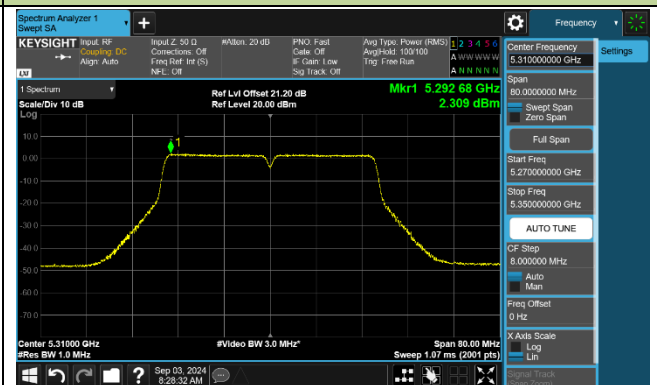 Spectrum Analyzer 1
Swept SA
+
Frequency
KEYSIGHT
Input: RF
Coupling: DC
Align: Auto
Input Z: 50 Ω
Corrections: Off
Freq Ref: Int (S)
NFE: Off
#Atten: 20 dB
PNO: Fast
Gate: Off
IF Gain: Low
Sig Track: Off
Avg Type: Power (RMS)
Avg|Hold: 100/100
Trig: Free Run
1 2 3 4 5 6
A W W W W W
A N N N N N
LXI
Center Frequency
5.310000000 GHz
Settings
Span
80.0000000 MHz
Swept Span
Zero Span
Full Span
Start Freq
5.270000000 GHz
Stop Freq
5.350000000 GHz
AUTO TUNE
CF Step
8.000000 MHz
Auto
Man
Freq Offset
0 Hz
X Axis Scale
Log
Lin
Signal Track
(Span Zoom)
1 Spectrum
Scale/Div 10 dB
Log
Ref Lvl Offset 21.20 dB
Ref Level 20.00 dBm
Mkr1 5.292 68 GHz
2.309 dBm
1
10.0
0.00
-10.0
-20.0
-30.0
-40.0
-50.0
-60.0
-70.0
Center 5.31000 GHz
#Res BW 1.0 MHz
#Video BW 3.0 MHz*
Span 80.00 MHz
Sweep 1.07 ms (2001 pts)
?
Sep 03, 2024
8:28:32 AM